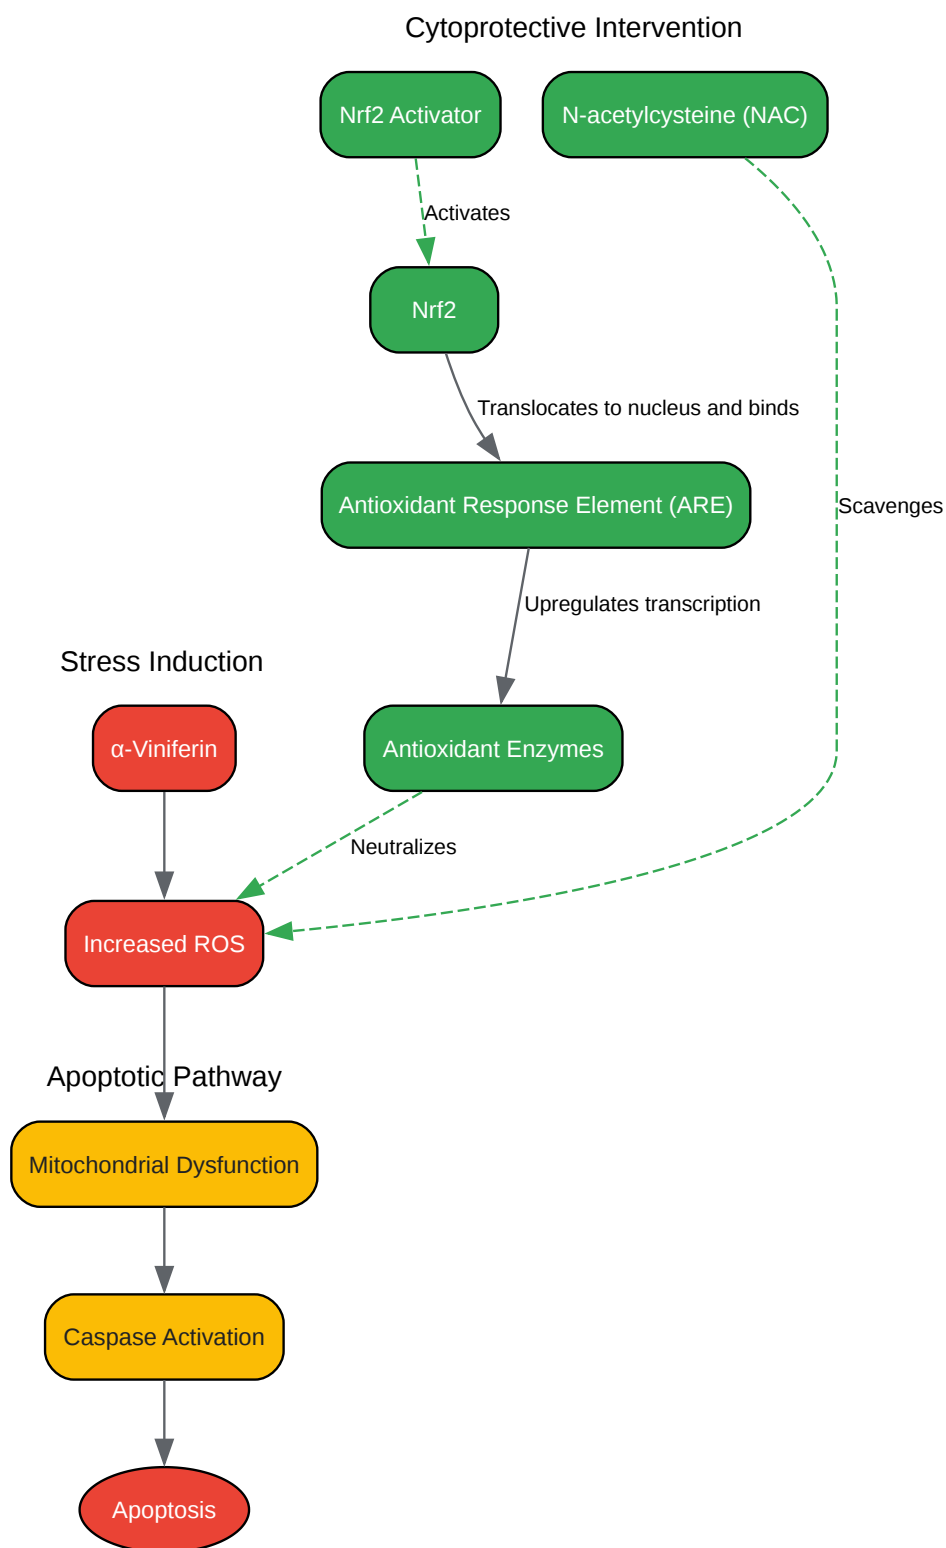 Cytoprotective Intervention
Nrf2 Activator
N-acetylcysteine (NAC)
Activates
Nrf2
Translocates to nucleus and binds
Antioxidant Response Element (ARE)
Scavenges
Upregulates transcription
Stress Induction
α-Viniferin
Antioxidant Enzymes
Neutralizes
Increased ROS
Apoptotic Pathway
Mitochondrial Dysfunction
Caspase Activation
Apoptosis